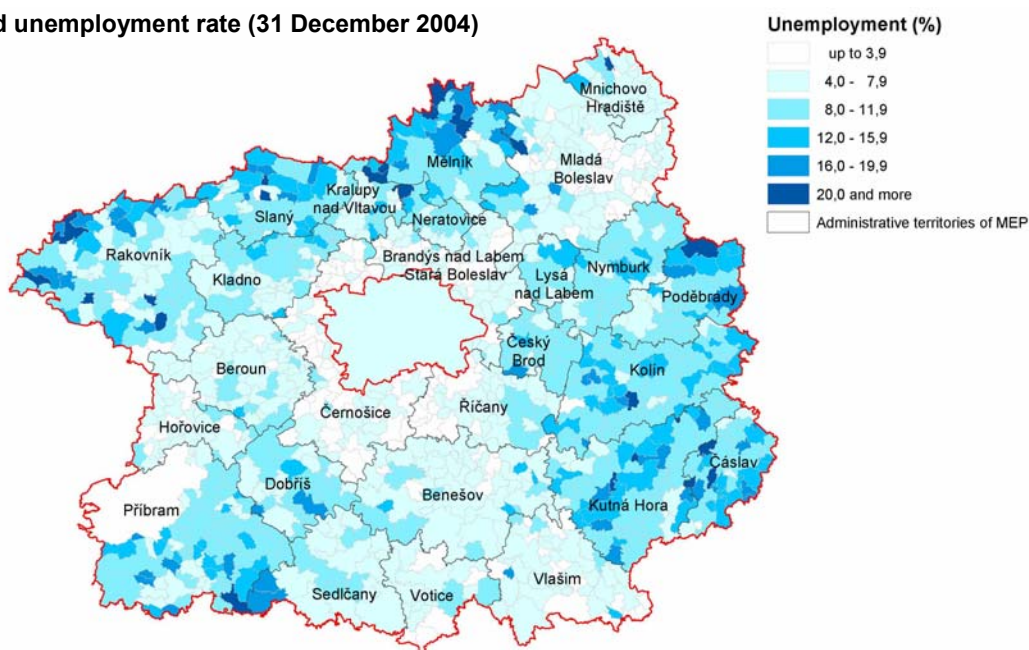 d unemployment rate (31 December 2004)
Unemployment (%)
up to 3,9
4,0 - 7,9
8,0 - 11,9
12,0 - 15,9
16,0 - 19,9
20,0 and more
Administrative territories of MEP
Mnichovo
Hradiště
Mladá
Boleslav
Mělník
Kralupy
nad Vltavou
Slaný
Neratovice
Rakovník
Brandýs nad Labem
Stará Boleslav
Kladno
Lysá
nad Labem
Nymburk
Poděbrady
Český
Brod
Kolín
Beroun
Černošice
Říčany
Hořovice
Čáslav
Dobříš
Benešov
Kutná Hora
Příbram
Sedlčany
Votice
Vlašim